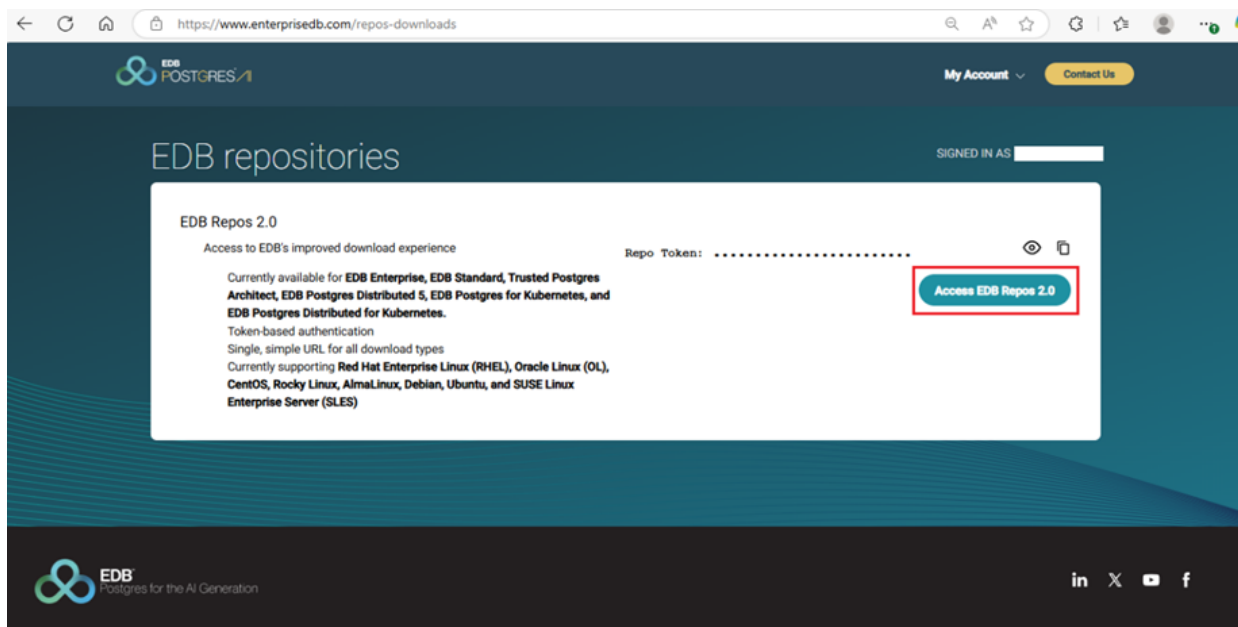 https://www.enterprisedb.com/repos-downloads
EDB
POSTGRES AI
My Account
Contact Us
EDB repositories
SIGNED IN AS
EDB Repos 2.0
Access to EDB's improved download experience
Repo Token: ........................
Currently available for EDB Enterprise, EDB Standard, Trusted Postgres
Architect, EDB Postgres Distributed 5, EDB Postgres for Kubernetes, and
EDB Postgres Distributed for Kubernetes.
Access EDB Repos 2.0
Token-based authentication
Single, simple URL for all download types
Currently supporting Red Hat Enterprise Linux (RHEL), Oracle Linux (OL),
CentOS, Rocky Linux, AlmaLinux, Debian, Ubuntu, and SUSE Linux
Enterprise Server (SLES)
EDB
Postgres for the AI Generation
in X f